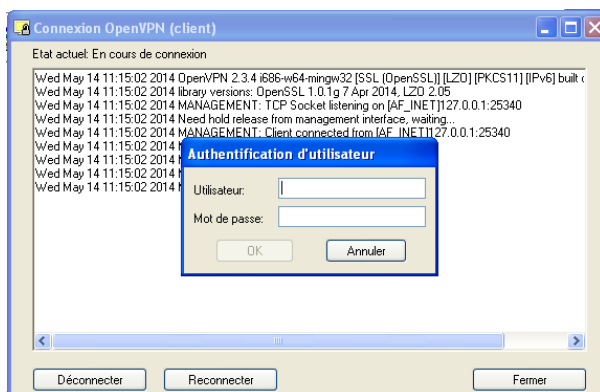 Connexion OpenVPN (client)
Etat actuel: En cours de connexion
Wed May 14 11:15:02 2014 OpenVPN 2.3.4 i686-w64-mingw32 [SSL (OpenSSL)] [LZO] [PKCS11] [IPv6] built
Wed May 14 11:15:02 2014 library versions: OpenSSL 1.0.1g 7 Apr 2014, LZO 2.05
Wed May 14 11:15:02 2014 MANAGEMENT: TCP Socket listening on [AF_INET]127.0.0.1:25340
Wed May 14 11:15:02 2014 Need hold release from management interface, waiting...
Wed May 14 11:15:02 2014 MANAGEMENT: Client connected from [AF_INET]127.0.0.1:25340
Wed May 14 11:15:02 2014
Wed May 14 11:15:02 2014
Wed May 14 11:15:02 2014
Wed May 14 11:15:02 2014
Authentification d'utilisateur
Utilisateur:
Mot de passe:
OK Annuler
Déconnecter Reconnecter Fermer